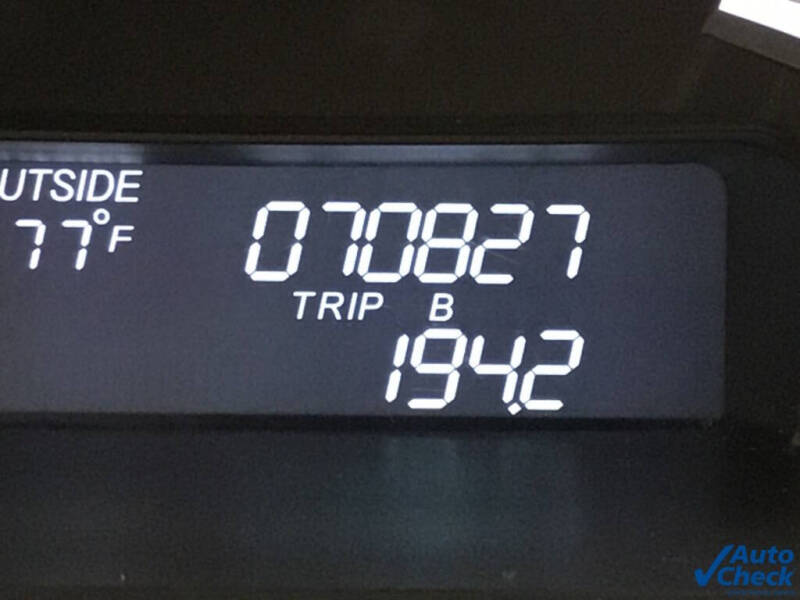 UTSIDE
77°F
070827
TRIP B
194.2
Auto
Check